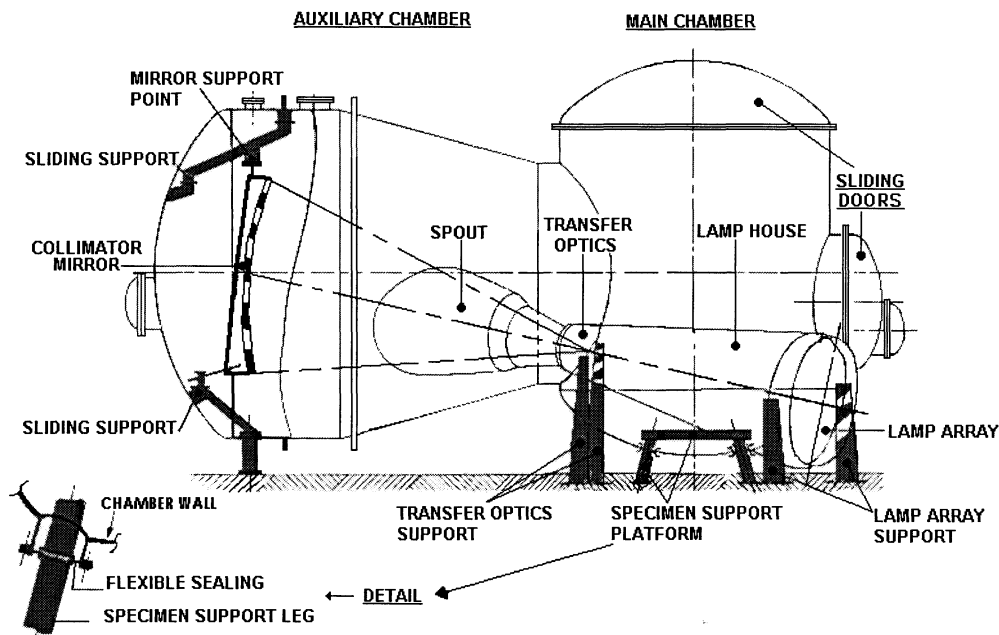 AUXILIARY CHAMBER
MAIN CHAMBER
MIRROR SUPPORT
POINT
SLIDING SUPPORT
COLLIMATOR
MIRROR
SPOUT
TRANSFER
OPTICS
LAMP HOUSE
SLIDING
DOORS
SLIDING SUPPORT
LAMP ARRAY
CHAMBER WALL
TRANSFER OPTICS
SUPPORT
SPECIMEN SUPPORT
PLATFORM
LAMP ARRAY
SUPPORT
FLEXIBLE SEALING
DETAIL
SPECIMEN SUPPORT LEG